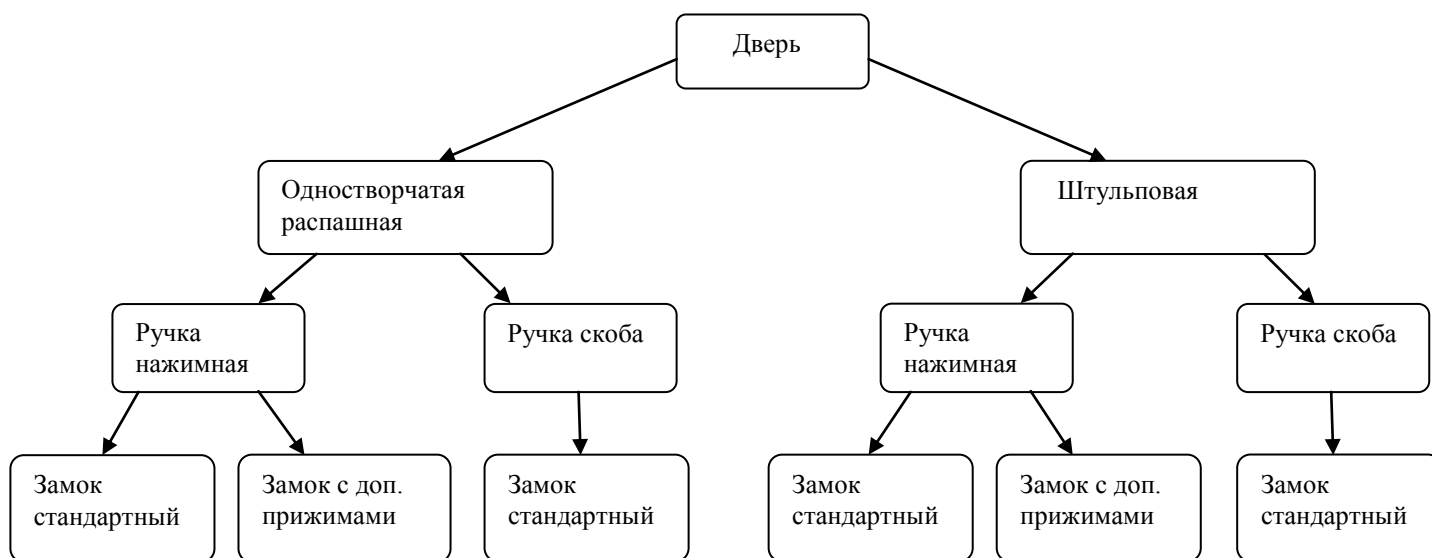 Дверь
Одностворчатая
распашная
Штульповая
Ручка
нажимная
Ручка скоба
Ручка
нажимная
Ручка скоба
Замок
стандартный
Замок с доп.
прижимами
Замок
стандартный
Замок
стандартный
Замок с доп.
прижимами
Замок
стандартный